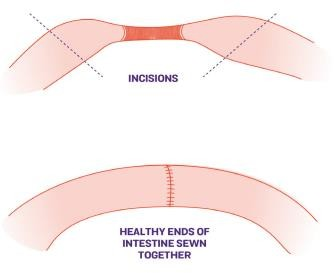 INCISIONS
HEALTHY ENDS OF
INTESTINE SEWN
TOGETHER